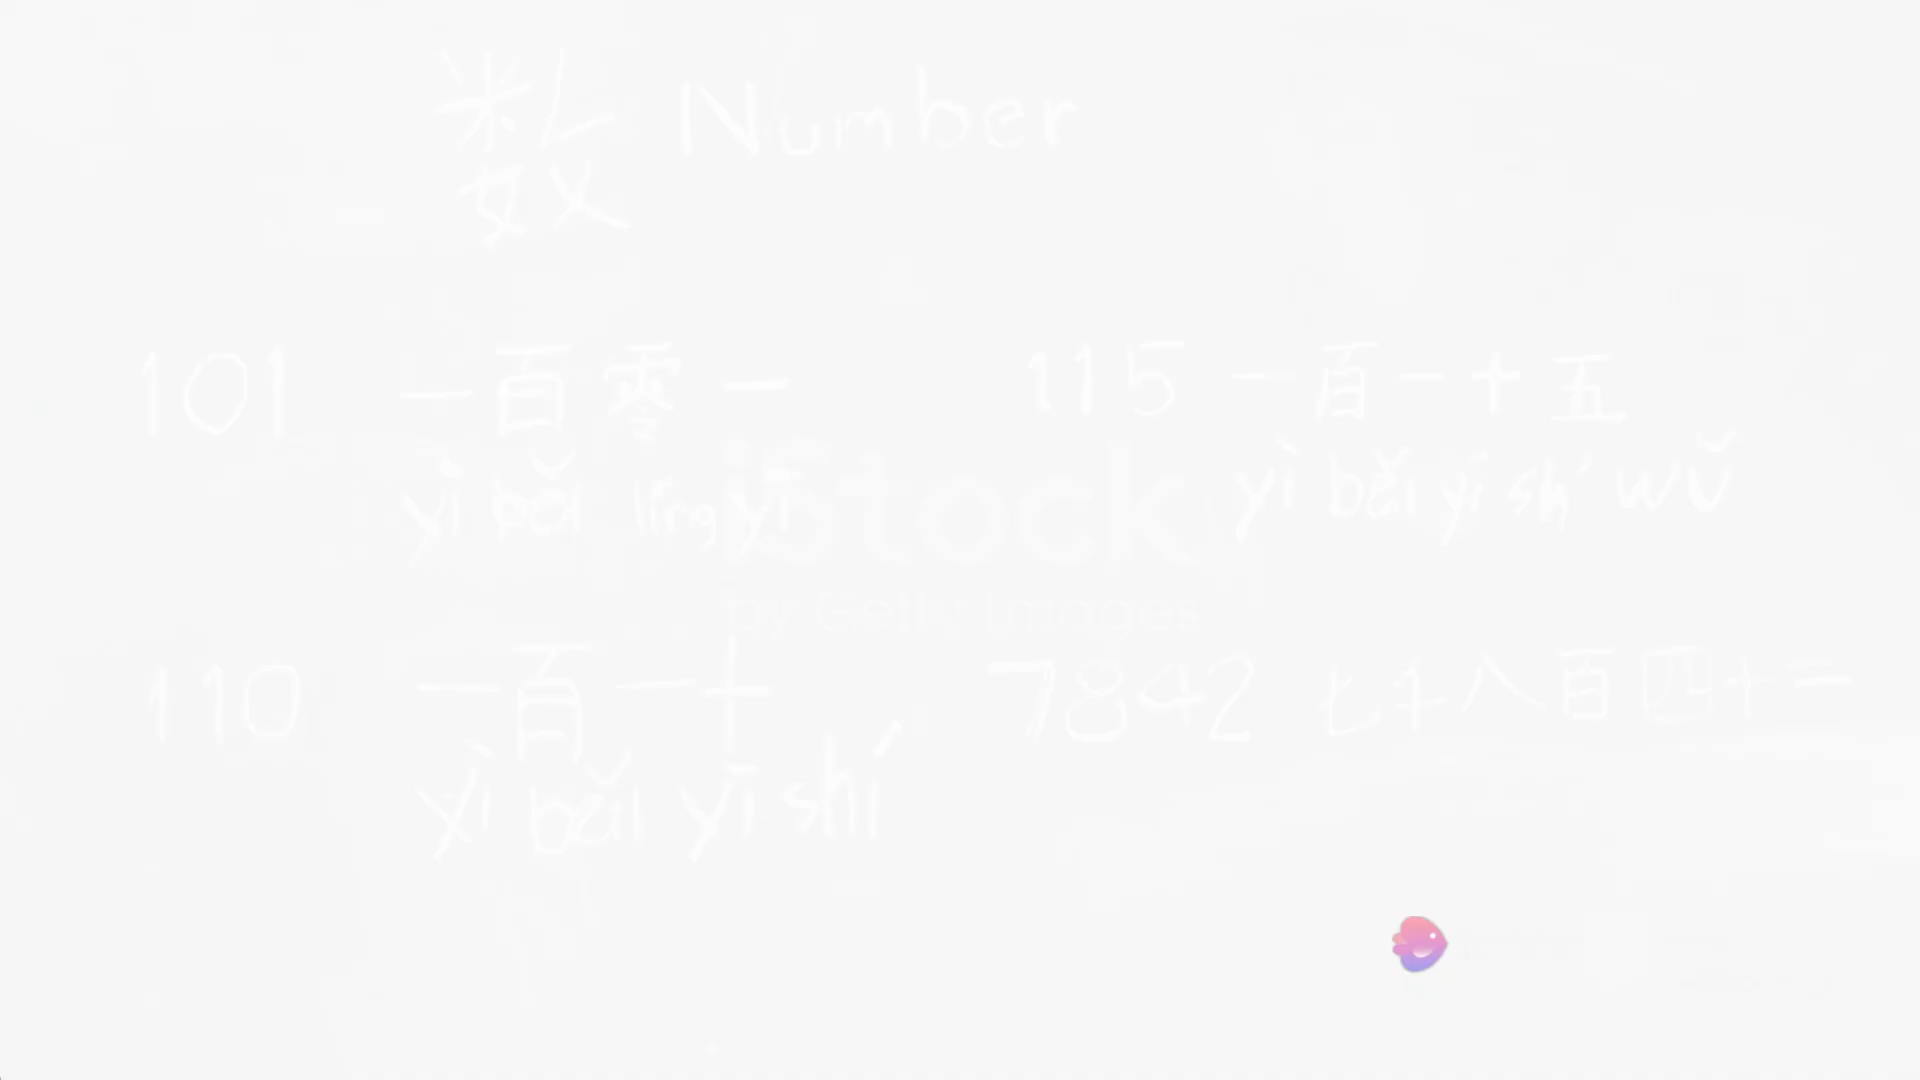 数 Number
101 一百零一
yì bǎi líng yī
115 一百一十五
yì bǎi yī shí wǔ
110 一百一十
yì bǎi yī shí
7842 七千八百四十二
iStock
by Getty Images